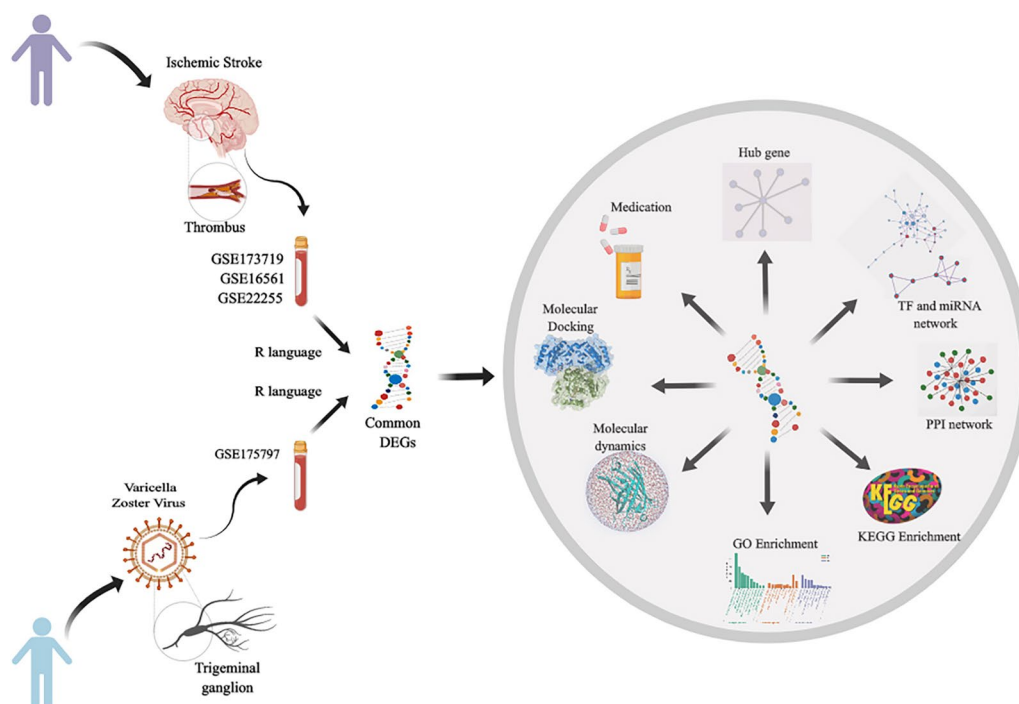 Ischemic Stroke
Thrombus
GSE173719
GSE16561
GSE22255
R language
R language
Common
DEGs
GSE175797
Varicella
Zoster Virus
Trigeminal
ganglion
Hub gene
Medication
TF and miRNA
network
Molecular
Docking
PPI network
Molecular
dynamics
KEGG
KEGG Enrichment
GO Enrichment